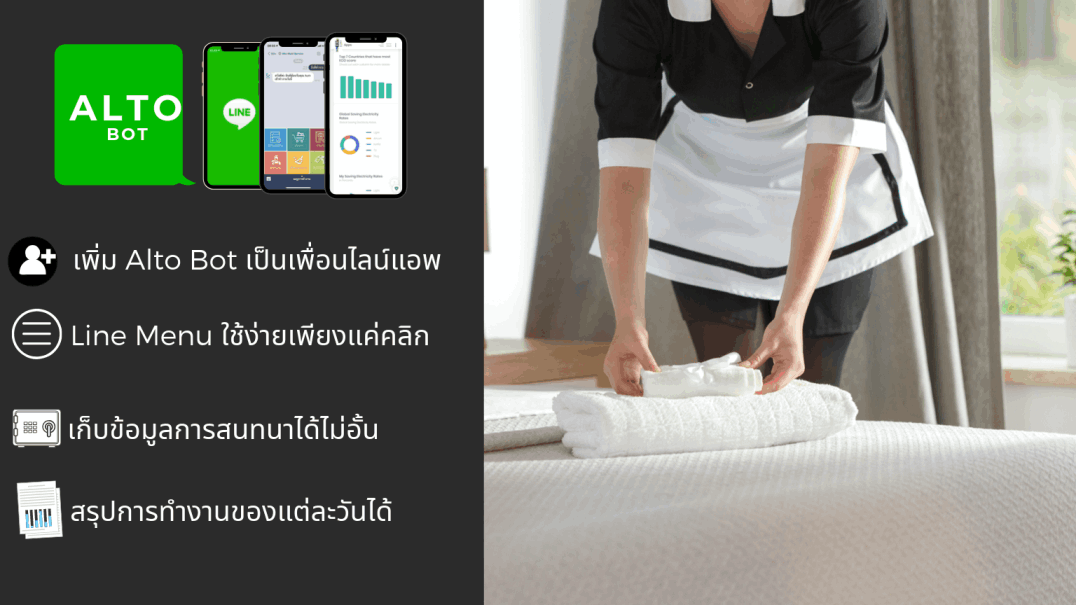 ALTO
BOT
LINE
Top 7 Countries
เพิ่ม Alto Bot เป็นเพื่อนไลน์แอพ
Line Menu ใช้ง่ายเพียงแค่คลิก
เก็บข้อมูลการสนทนาได้ไม่อั้น
สรุปการทำงานของแต่ละวันได้